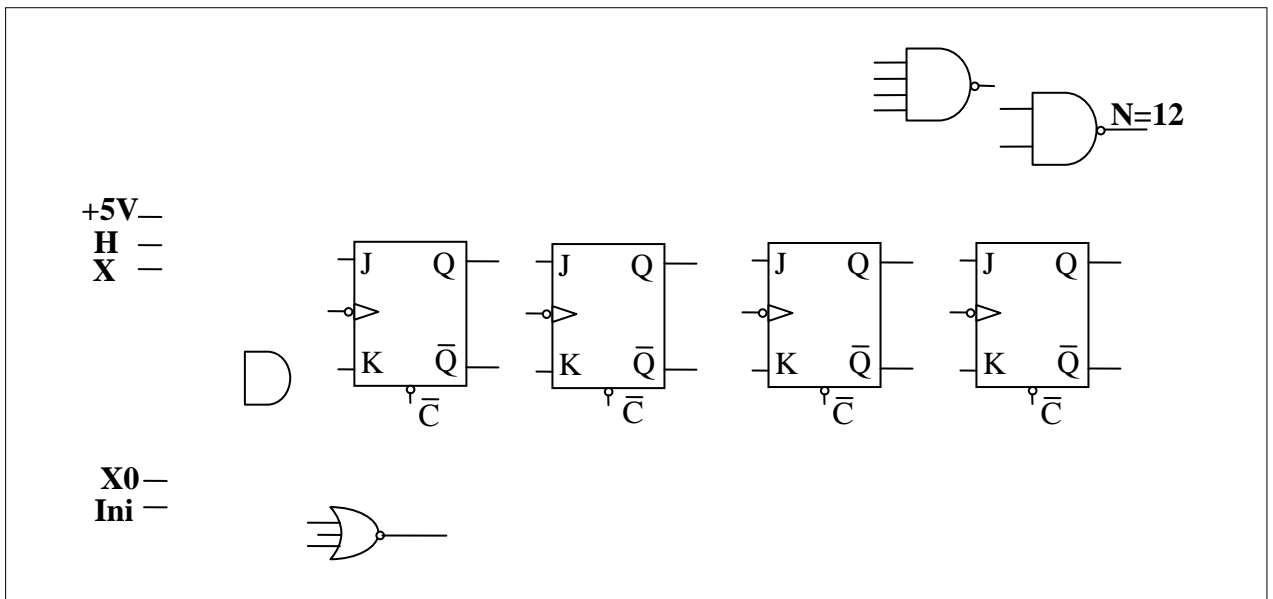 N=12
+5V
H
X
J Q J Q J Q J Q
K Q̅ K Q̅ K Q̅ K Q̅
C̅ C̅ C̅ C̅
X0
Ini